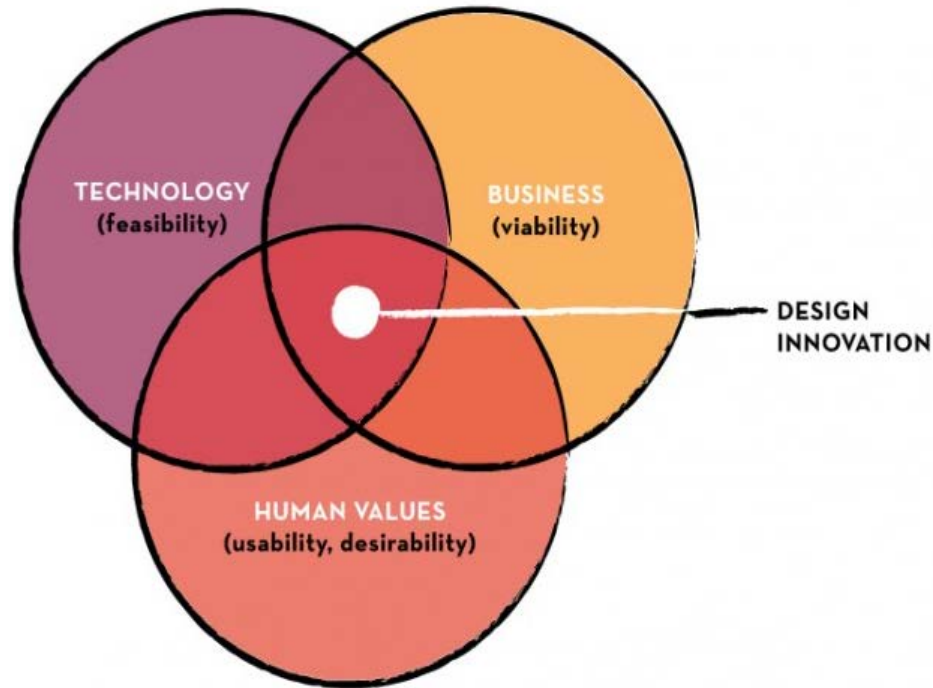 TECHNOLOGY
(feasibility)
BUSINESS
(viability)
DESIGN
INNOVATION
HUMAN VALUES
(usability, desirability)